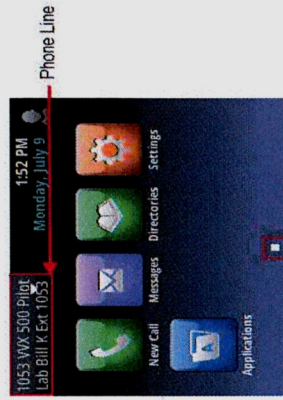 Phone Line
1053 VVX 500 Pilot
Lab Bill K Ext 1053
1:52 PM
Monday, July 9
New Call
Messages
Directories
Settings
Applications